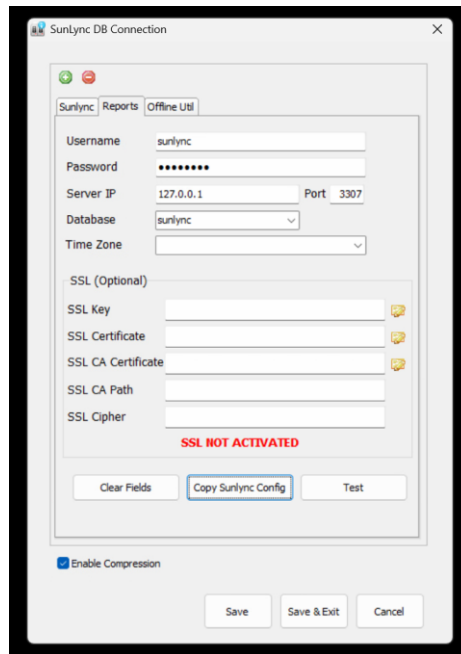 SunLync DB Connection
Sunlync Reports Offline Util
Username sunlync
Password ••••••••
Server IP 127.0.0.1 Port 3307
Database sunlync
Time Zone
SSL (Optional)
SSL Key
SSL Certificate
SSL CA Certificate
SSL CA Path
SSL Cipher
SSL NOT ACTIVATED
Clear Fields Copy Sunlync Config Test
Enable Compression
Save Save & Exit Cancel